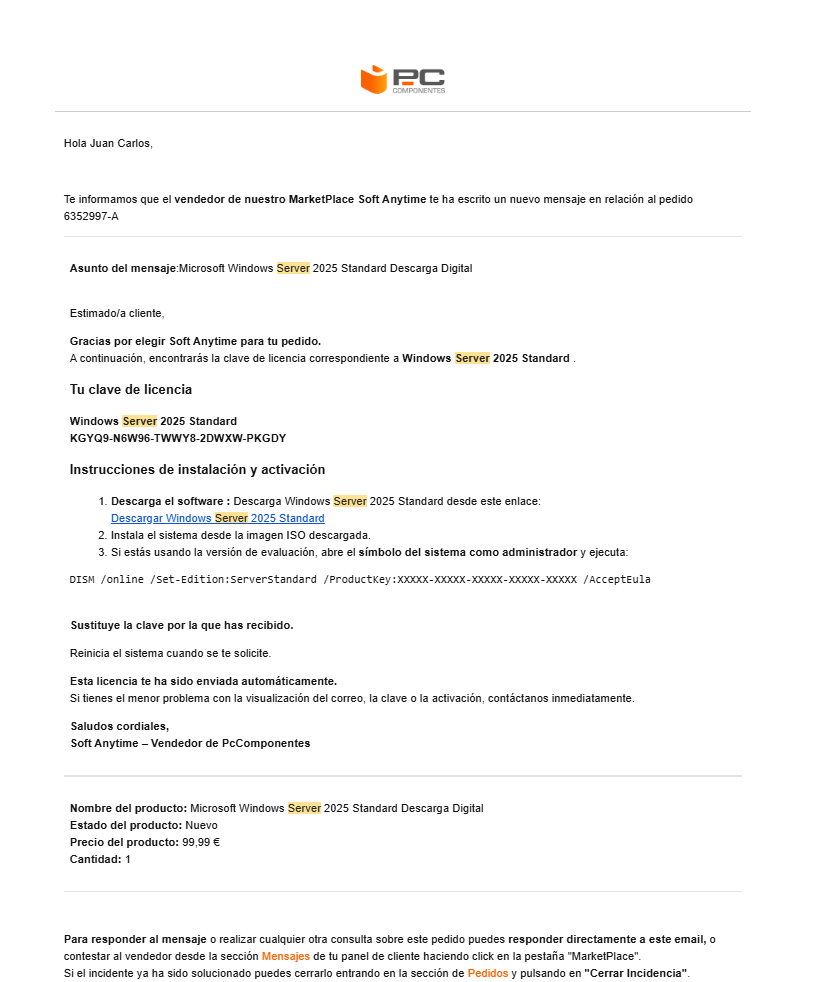 PC
COMPONENTES
Hola Juan Carlos,
Te informamos que el vendedor de nuestro MarketPlace Soft Anytime te ha escrito un nuevo mensaje en relación al pedido
6352997-A
Asunto del mensaje:Microsoft Windows Server 2025 Standard Descarga Digital
Estimado/a cliente,
Gracias por elegir Soft Anytime para tu pedido.
A continuación, encontrarás la clave de licencia correspondiente a Windows Server 2025 Standard .
Tu clave de licencia
Windows Server 2025 Standard
KGYQ9-N6W96-TWWY8-2DWXW-PKGDY
Instrucciones de instalación y activación
1. Descarga el software : Descarga Windows Server 2025 Standard desde este enlace:
Descargar Windows Server 2025 Standard
2. Instala el sistema desde la imagen ISO descargada.
3. Si estás usando la versión de evaluación, abre el símbolo del sistema como administrador y ejecuta:
DISM /online /Set-Edition:ServerStandard /ProductKey:XXXXX-XXXXX-XXXXX-XXXXX-XXXXX /AcceptEula
Sustituye la clave por la que has recibido.
Reinicia el sistema cuando se te solicite.
Esta licencia te ha sido enviada automáticamente.
Si tienes el menor problema con la visualización del correo, la clave o la activación, contáctanos inmediatamente.
Saludos cordiales,
Soft Anytime – Vendedor de PcComponentes
Nombre del producto: Microsoft Windows Server 2025 Standard Descarga Digital
Estado del producto: Nuevo
Precio del producto: 99,99 €
Cantidad: 1
Para responder al mensaje o realizar cualquier otra consulta sobre este pedido puedes responder directamente a este email, o
contestar al vendedor desde la sección Mensajes de tu panel de cliente haciendo click en la pestaña "MarketPlace".
Si el incidente ya ha sido solucionado puedes cerrarlo entrando en la sección de Pedidos y pulsando en "Cerrar Incidencia".